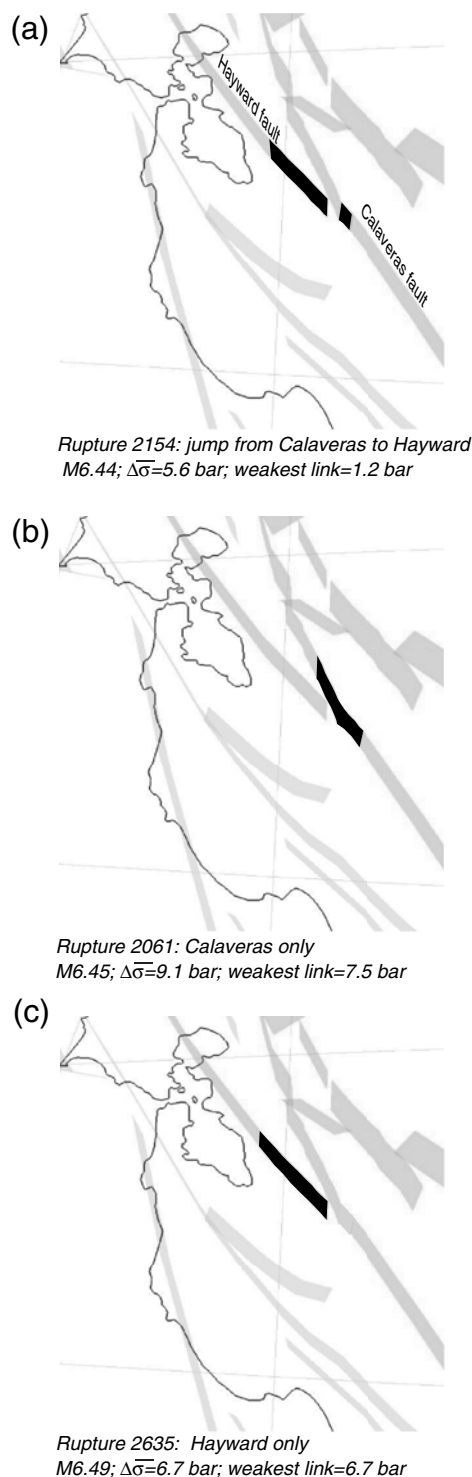 (a)
Hayward fault
Calaveras fault
Rupture 2154: jump from Calaveras to Hayward
M6.44; Δσ̅=5.6 bar; weakest link=1.2 bar
(b)
Rupture 2061: Calaveras only
M6.45; Δσ̅=9.1 bar; weakest link=7.5 bar
(c)
Rupture 2635: Hayward only
M6.49; Δσ̅=6.7 bar; weakest link=6.7 bar